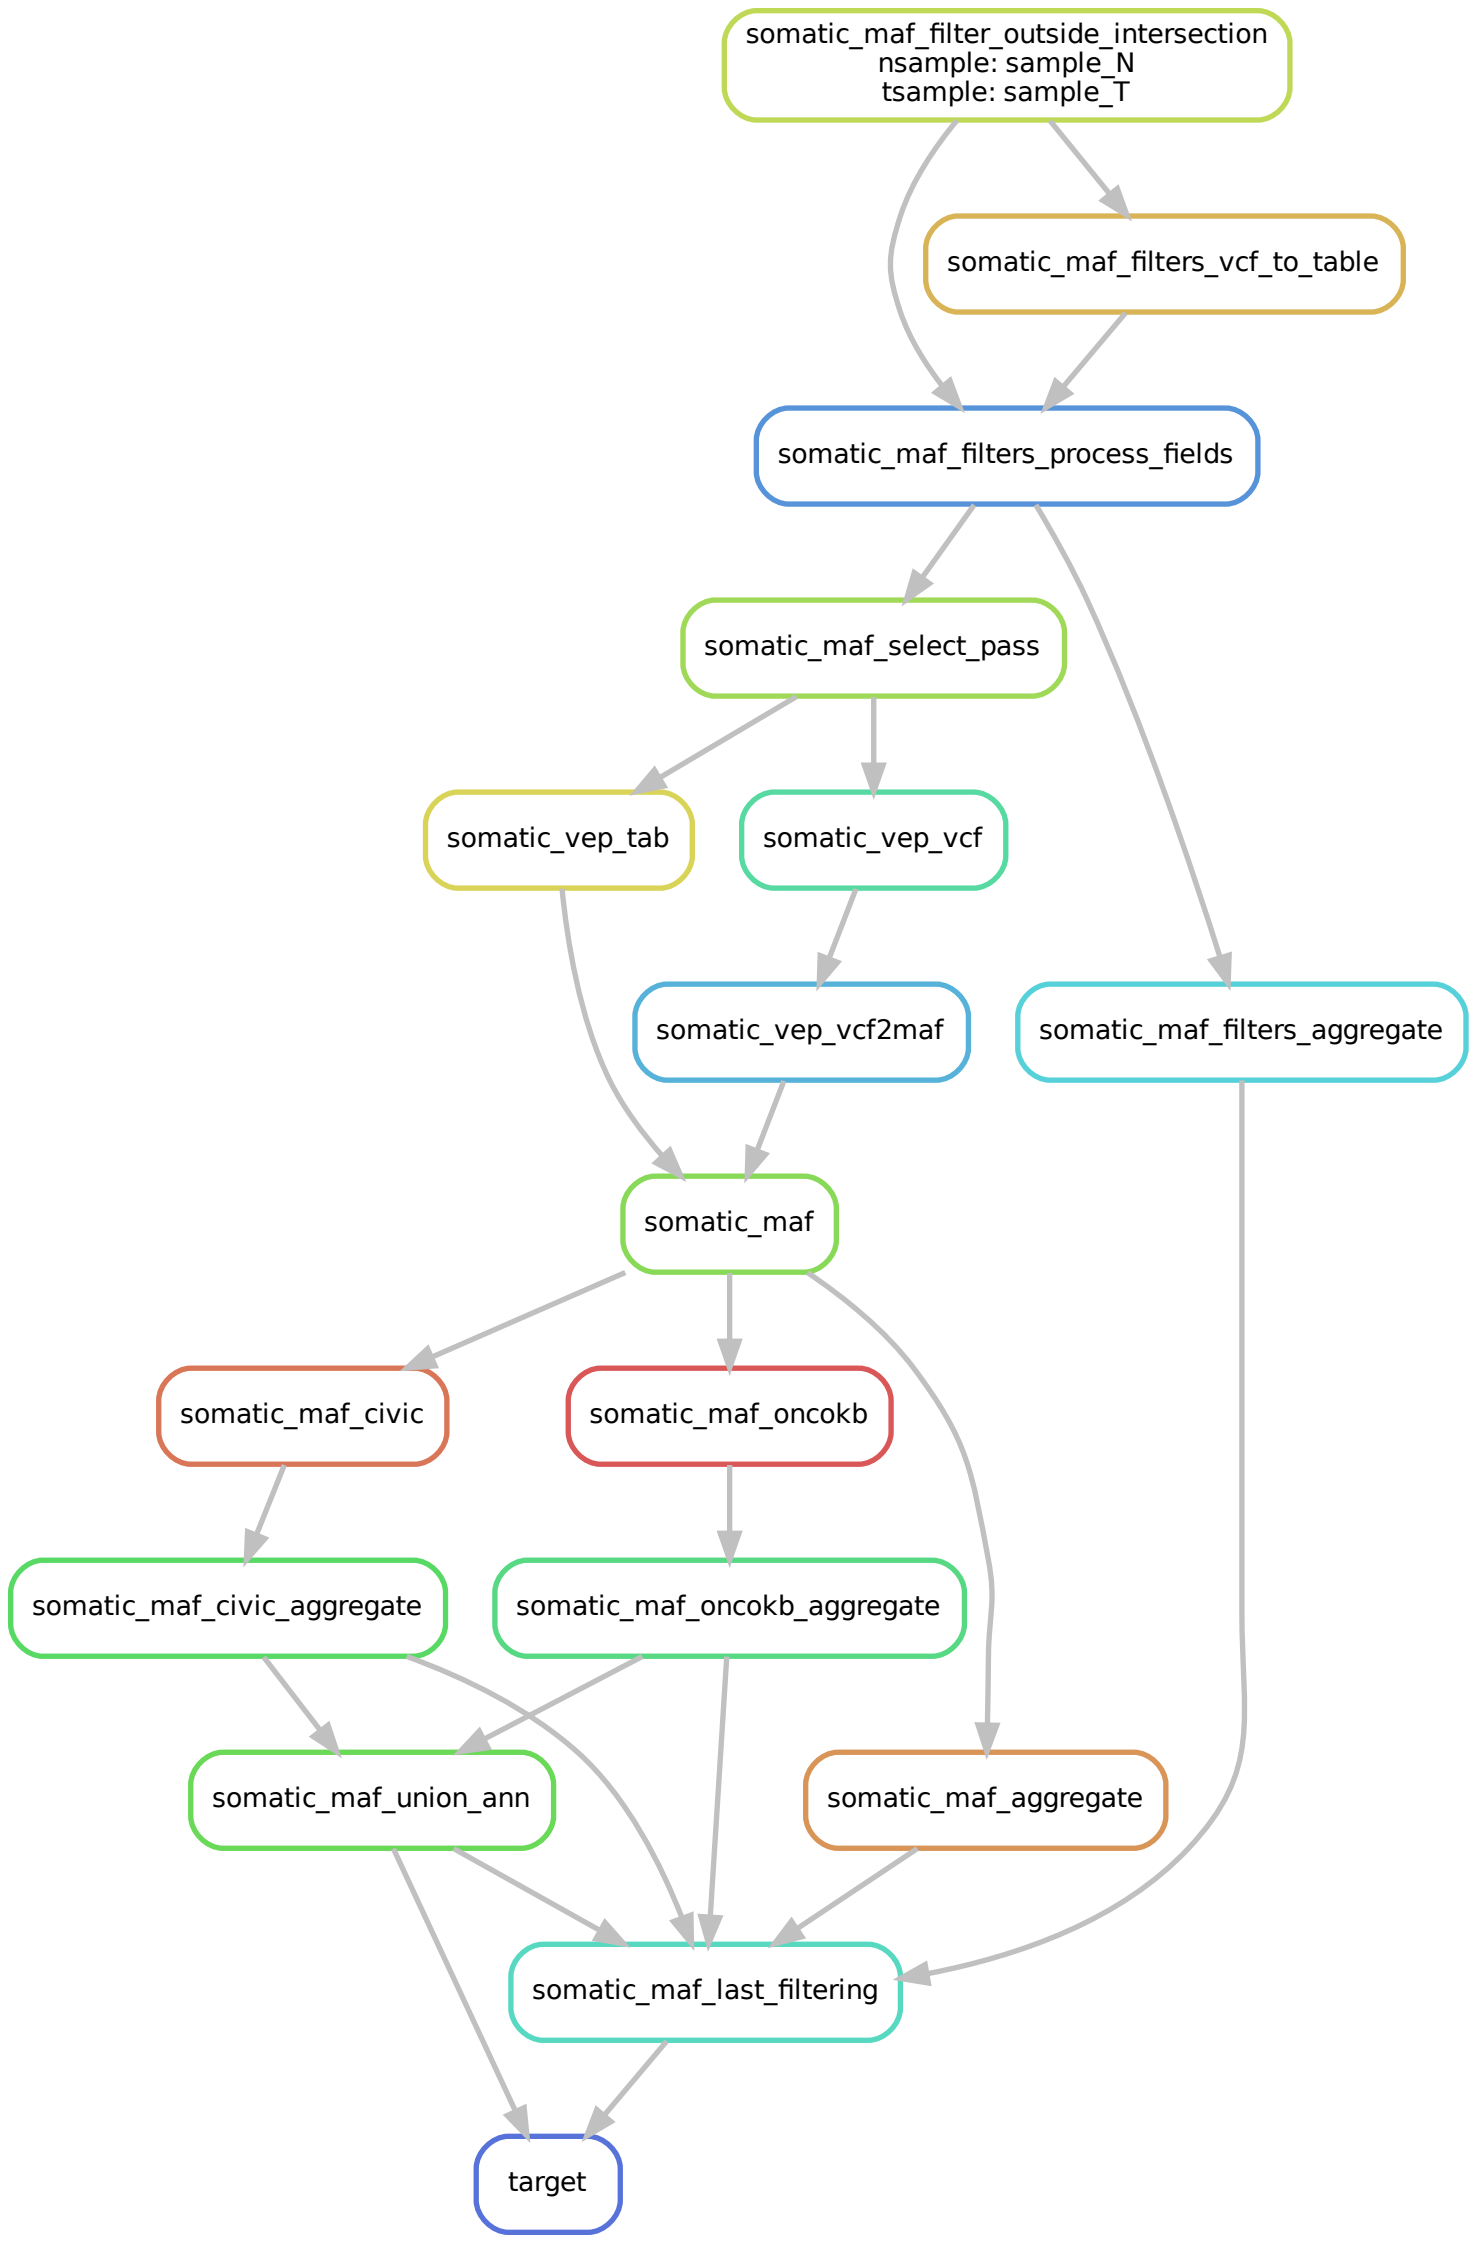 somatic_maf_filter_outside_intersection
nsample: sample_N
tsample: sample_T
somatic_maf_filters_vcf_to_table
somatic_maf_filters_process_fields
somatic_maf_select_pass
somatic_vep_tab
somatic_vep_vcf
somatic_vep_vcf2maf
somatic_maf_filters_aggregate
somatic_maf
somatic_maf_civic
somatic_maf_oncokb
somatic_maf_civic_aggregate
somatic_maf_oncokb_aggregate
somatic_maf_union_ann
somatic_maf_aggregate
somatic_maf_last_filtering
target